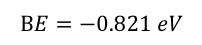 BE = −0.821 eV